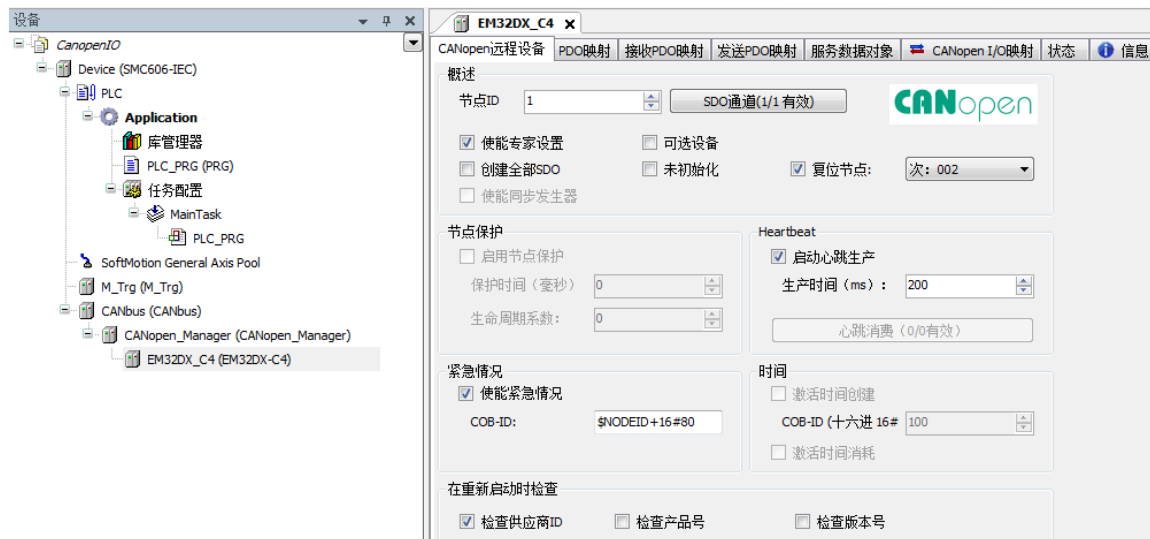 设备
CanopenIO
Device (SMC606-IEC)
PLC
Application
库管理器
PLC_PRG (PRG)
任务配置
MainTask
PLC_PRG
SoftMotion General Axis Pool
M_Trg (M_Trg)
CANbus (CANbus)
CANopen_Manager (CANopen_Manager)
EM32DX_C4 (EM32DX-C4)
EM32DX_C4
CANopen远程设备 PDO映射 接收PDO映射 发送PDO映射 服务数据对象 CANopen I/O映射 状态 信息
概述
节点ID 1 SDO通道(1/1 有效) CANopen
使能专家设置 可选设备
创建全部SDO 未初始化 复位节点: 次: 002
使能同步发生器
节点保护 Heartbeat
启用节点保护 启动心跳生产
保护时间（毫秒） 0 生产时间（ms）: 200
生命周期系数: 0 心跳消费（0/0有效）
紧急情况 时间
使能紧急情况 激活时间创建
COB-ID: $NODEID+16#80 COB-ID (十六进 16# 100
激活时间消耗
在重新启动时检查
检查供应商ID 检查产品号 检查版本号